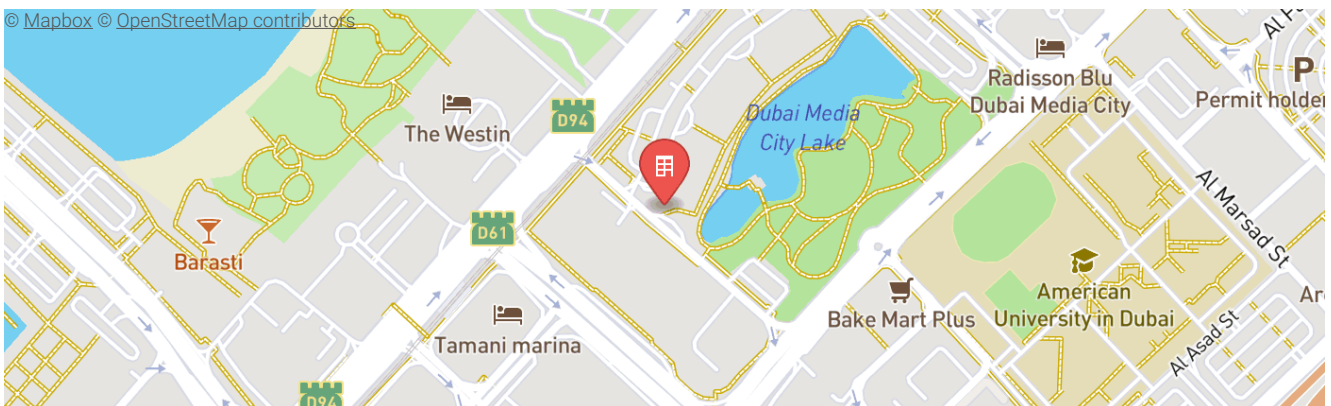 © Mapbox © OpenStreetMap contributors
The Westin
D94
Dubai Media
City Lake
Radisson Blu
Dubai Media City
P
Permit holder
Barasti
D61
Al Marsad St
American
University in Dubai
Bake Mart Plus
Tamani marina
Al Asad St
D94